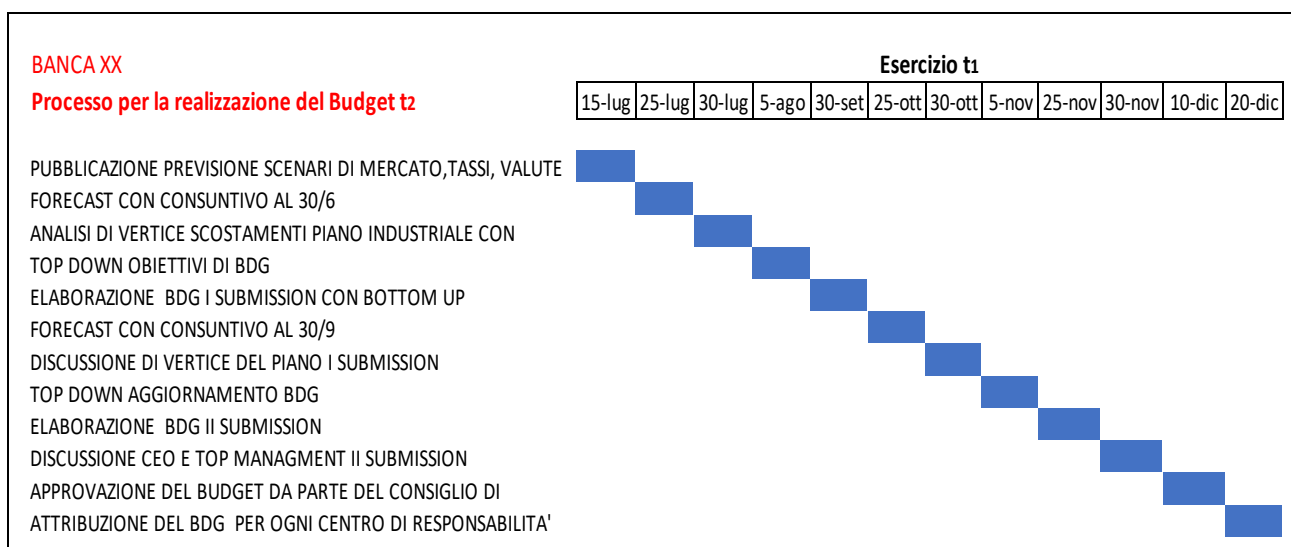 BANCA XX
Esercizio t1
Processo per la realizzazione del Budget t2
15-lug 25-lug 30-lug 5-ago 30-set 25-ott 30-ott 5-nov 25-nov 30-nov 10-dic 20-dic
PUBBLICAZIONE PREVISIONE SCENARI DI MERCATO,TASSI, VALUTE
FORECAST CON CONSUNTIVO AL 30/6
ANALISI DI VERTICE SCOSTAMENTI PIANO INDUSTRIALE CON
TOP DOWN OBIETTIVI DI BDG
ELABORAZIONE BDG I SUBMISSION CON BOTTOM UP
FORECAST CON CONSUNTIVO AL 30/9
DISCUSSIONE DI VERTICE DEL PIANO I SUBMISSION
TOP DOWN AGGIORNAMENTO BDG
ELABORAZIONE BDG II SUBMISSION
DISCUSSIONE CEO E TOP MANAGMENT II SUBMISSION
APPROVAZIONE DEL BUDGET DA PARTE DEL CONSIGLIO DI
ATTRIBUZIONE DEL BDG PER OGNI CENTRO DI RESPONSABILITA'